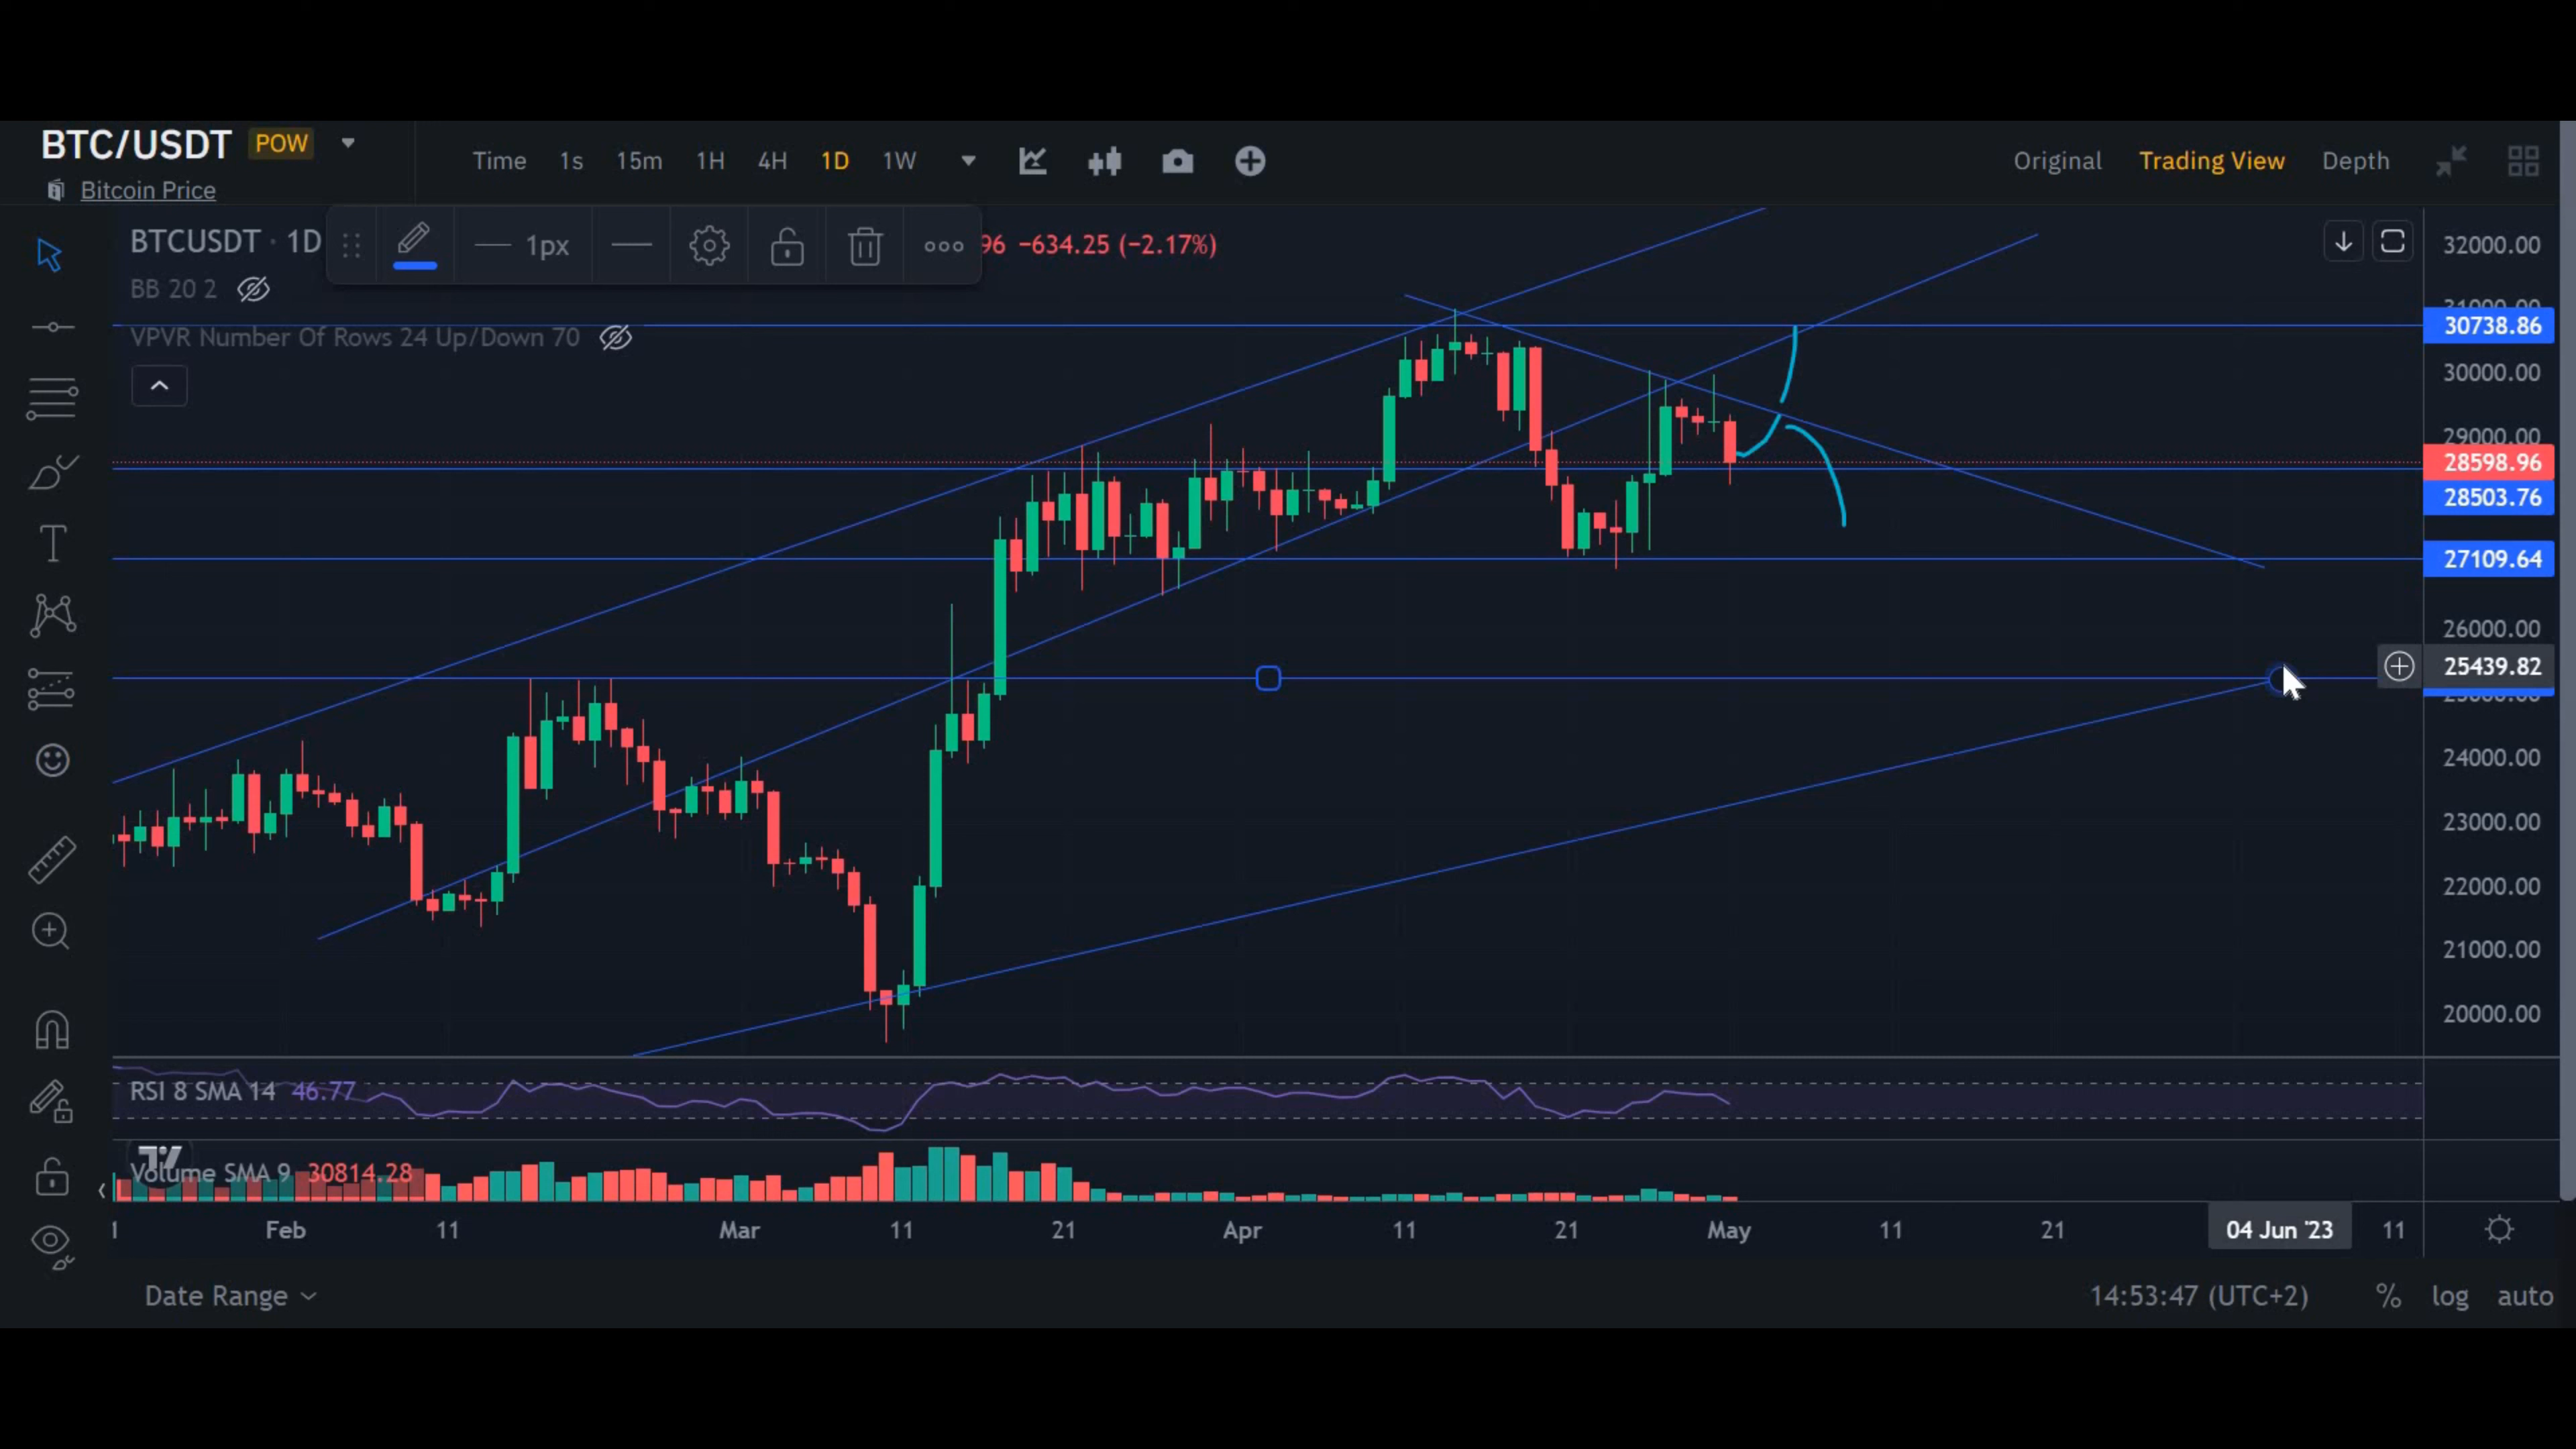 BTC/USDT POW
Bitcoin Price
Time 1s 15m 1H 4H 1D 1W
Original Trading View Depth
BTCUSDT · 1D
1px
96 −634.25 (−2.17%)
BB 20 2
VPVR Number Of Rows 24 Up/Down 70
32000.00
31000.00
30738.86
30000.00
29000.00
28598.96
28503.76
27109.64
26000.00
25439.82
25000.00
24000.00
23000.00
22000.00
21000.00
20000.00
RSI 8 SMA 14 46.77
Volume SMA 9 30814.28
Feb 11 Mar 11 21 Apr 11 21 May 11 21 04 Jun '23 11
Date Range
14:53:47 (UTC+2) % log auto